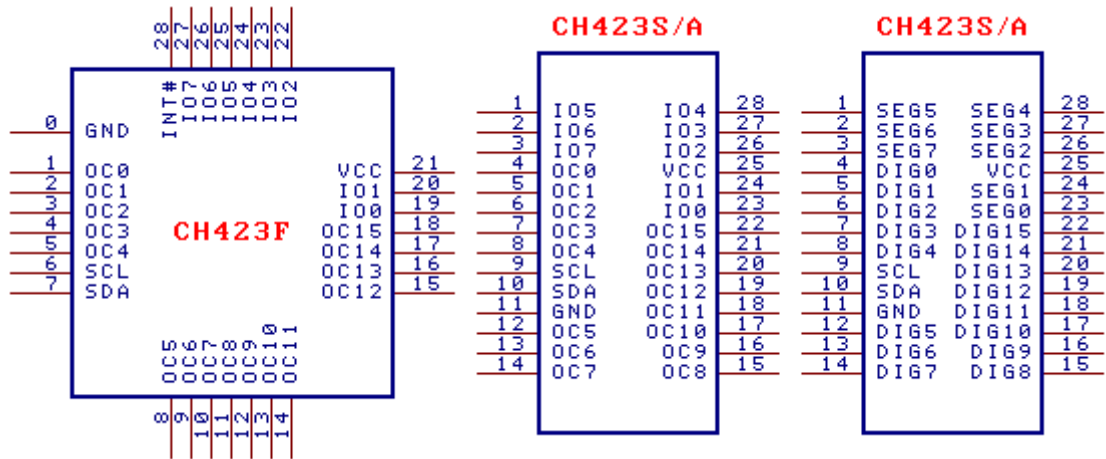 CH423S/A
CH423S/A
28 27 26 25 24 23 22
INT# IO7 IO6 IO5 IO4 IO3 IO2
0 GND
1 OC0 VCC 21
2 OC1 IO1 20
3 OC2 IO0 19
4 OC3 CH423F OC15 18
5 OC4 OC14 17
6 SCL OC13 16
7 SDA OC12 15
OC5 OC6 OC7 OC8 OC9 OC10 OC11
8 9 10 11 12 13 14
1 IO5 IO4 28
2 IO6 IO3 27
3 IO7 IO2 26
4 OC0 VCC 25
5 OC1 IO1 24
6 OC2 IO0 23
7 OC3 OC15 22
8 OC4 OC14 21
9 SCL OC13 20
10 SDA OC12 19
11 GND OC11 18
12 OC5 OC10 17
13 OC6 OC9 16
14 OC7 OC8 15
1 SEG5 SEG4 28
2 SEG6 SEG3 27
3 SEG7 SEG2 26
4 DIG0 VCC 25
5 DIG1 SEG1 24
6 DIG2 SEG0 23
7 DIG3 DIG15 22
8 DIG4 DIG14 21
9 SCL DIG13 20
10 SDA DIG12 19
11 GND DIG11 18
12 DIG5 DIG10 17
13 DIG6 DIG9 16
14 DIG7 DIG8 15